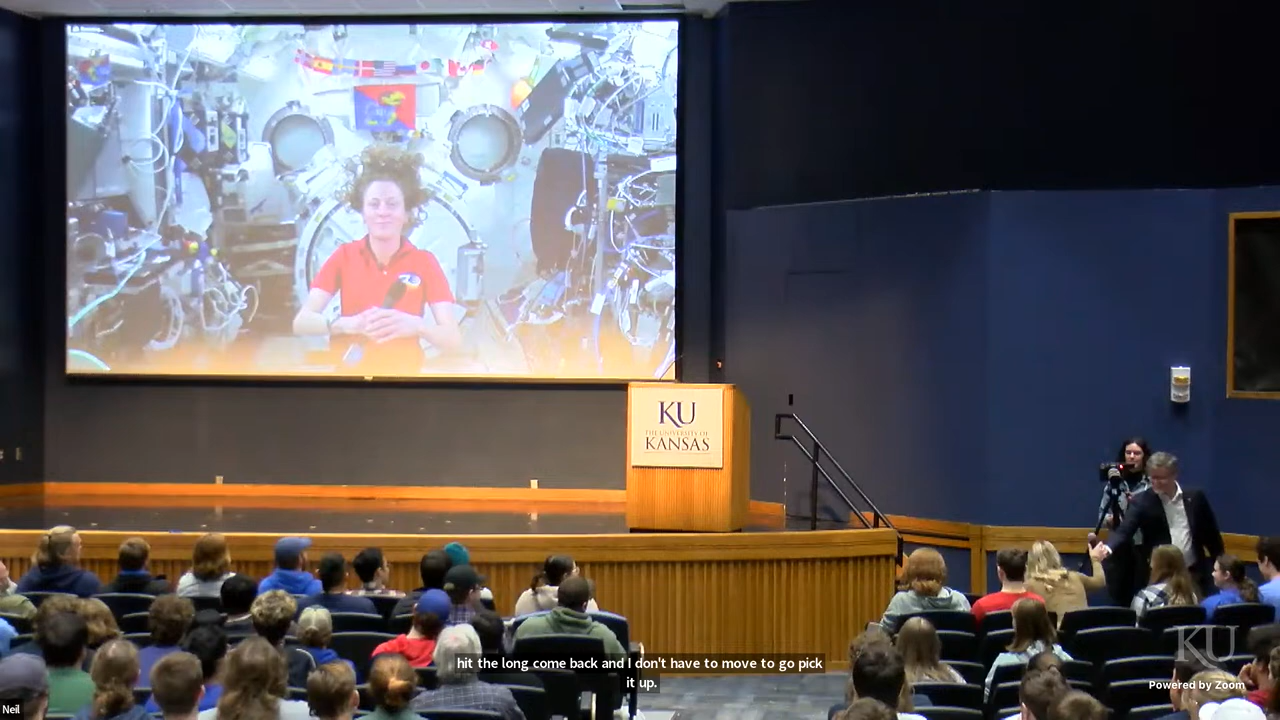 KU
THE UNIVERSITY OF
KANSAS
hit the long come back and I don't have to move to go pick
it up.
KU
Powered by Zoom
Neil